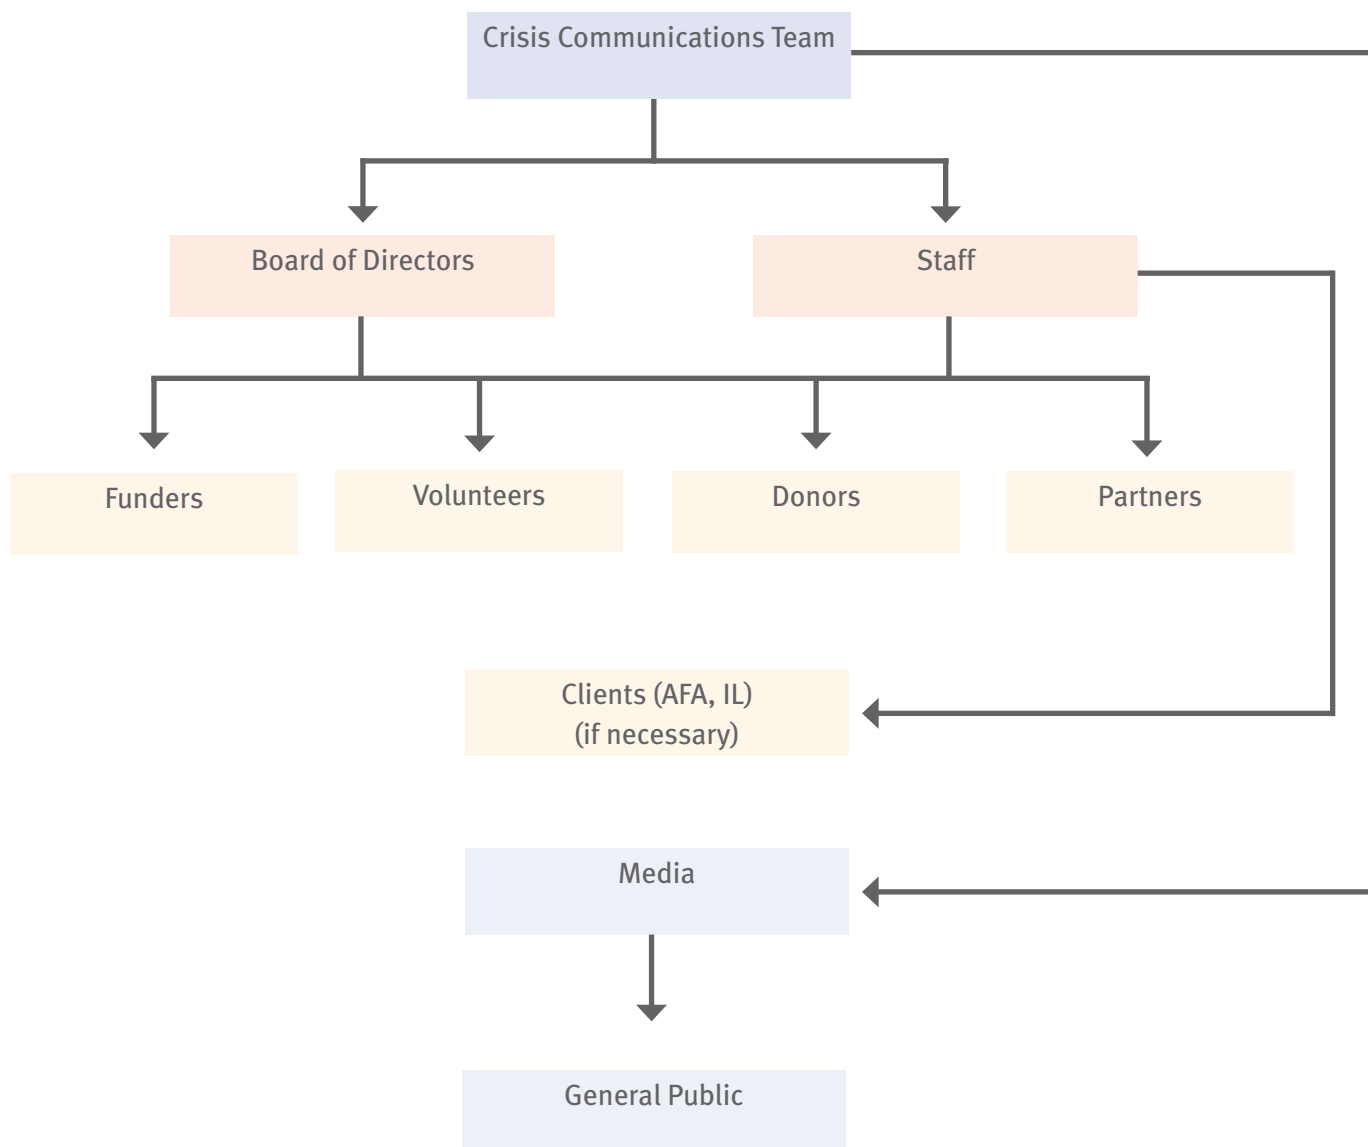 Crisis Communications Team
Board of Directors
Staff
Funders
Volunteers
Donors
Partners
Clients (AFA, IL)
(if necessary)
Media
General Public